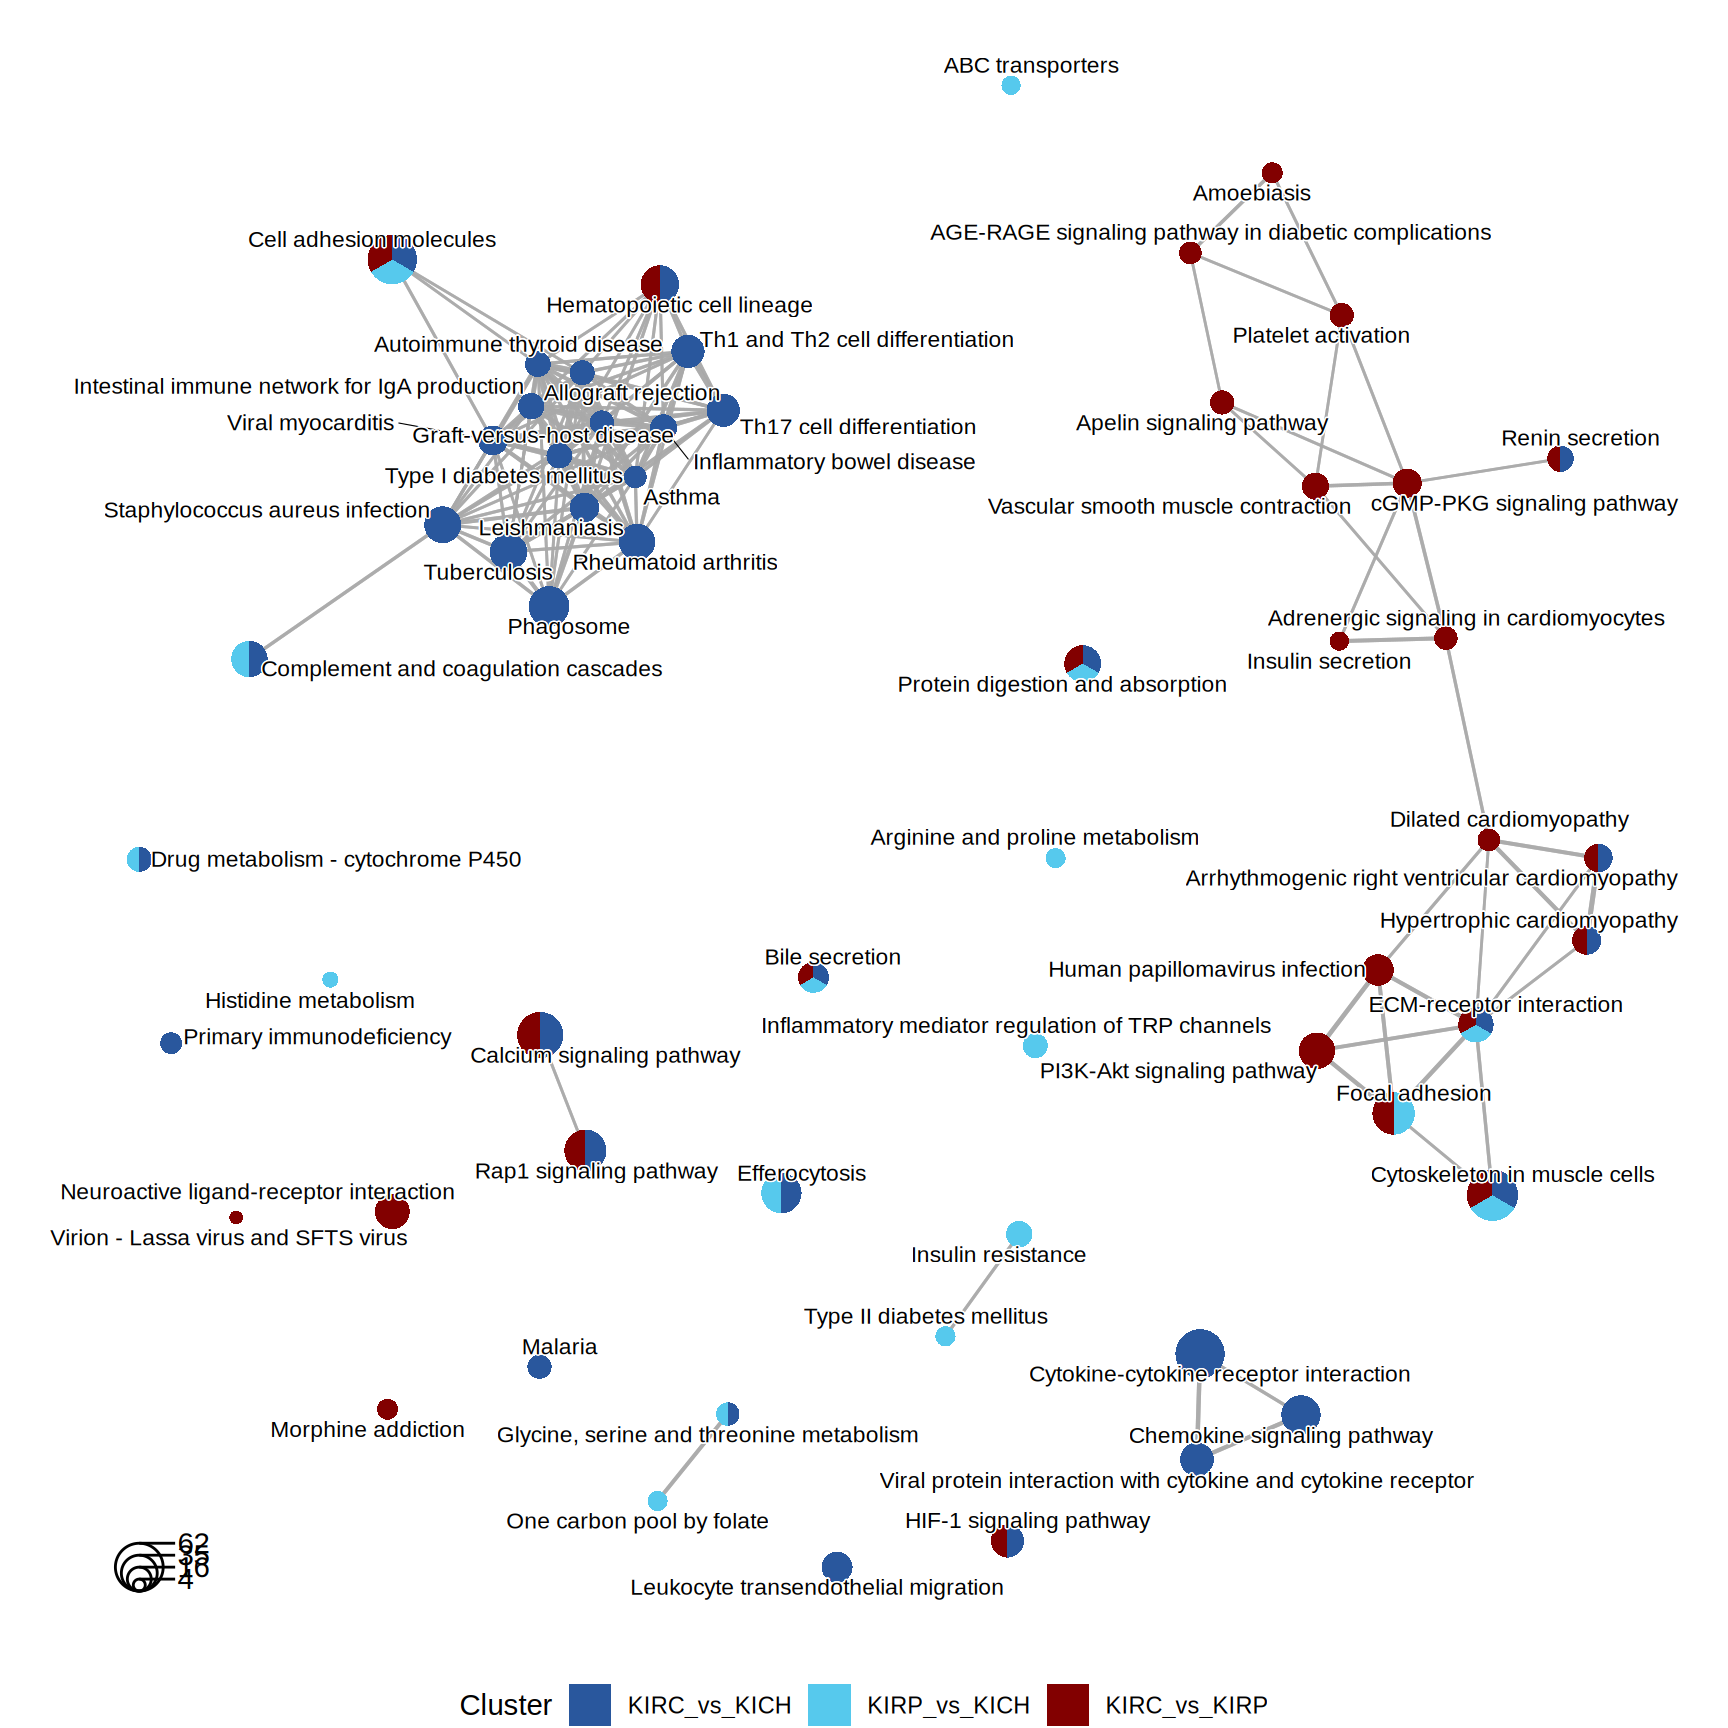 ABC transporters
Amoebiasis
AGE-RAGE signaling pathway in diabetic complications
Cell adhesion molecules
Hematopoietic cell lineage
Platelet activation
Th1 and Th2 cell differentiation
Autoimmune thyroid disease
Intestinal immune network for IgA production
Allograft rejection
Viral myocarditis
Apelin signaling pathway
Th17 cell differentiation
Graft-versus-host disease
Renin secretion
Inflammatory bowel disease
Type I diabetes mellitus
Asthma
cGMP-PKG signaling pathway
Vascular smooth muscle contraction
Staphylococcus aureus infection
Leishmaniasis
Rheumatoid arthritis
Tuberculosis
Adrenergic signaling in cardiomyocytes
Phagosome
Insulin secretion
Complement and coagulation cascades
Protein digestion and absorption
Dilated cardiomyopathy
Arginine and proline metabolism
Drug metabolism - cytochrome P450
Arrhythmogenic right ventricular cardiomyopathy
Hypertrophic cardiomyopathy
Bile secretion
Human papillomavirus infection
Histidine metabolism
ECM-receptor interaction
Inflammatory mediator regulation of TRP channels
Primary immunodeficiency
Calcium signaling pathway
PI3K-Akt signaling pathway
Focal adhesion
Rap1 signaling pathway
Efferocytosis
Cytoskeleton in muscle cells
Neuroactive ligand-receptor interaction
Virion - Lassa virus and SFTS virus
Insulin resistance
Type II diabetes mellitus
Malaria
Cytokine-cytokine receptor interaction
Morphine addiction
Glycine, serine and threonine metabolism
Chemokine signaling pathway
Viral protein interaction with cytokine and cytokine receptor
One carbon pool by folate
HIF-1 signaling pathway
62
35
16
4
Leukocyte transendothelial migration
Cluster KIRC_vs_KICH KIRP_vs_KICH KIRC_vs_KIRP